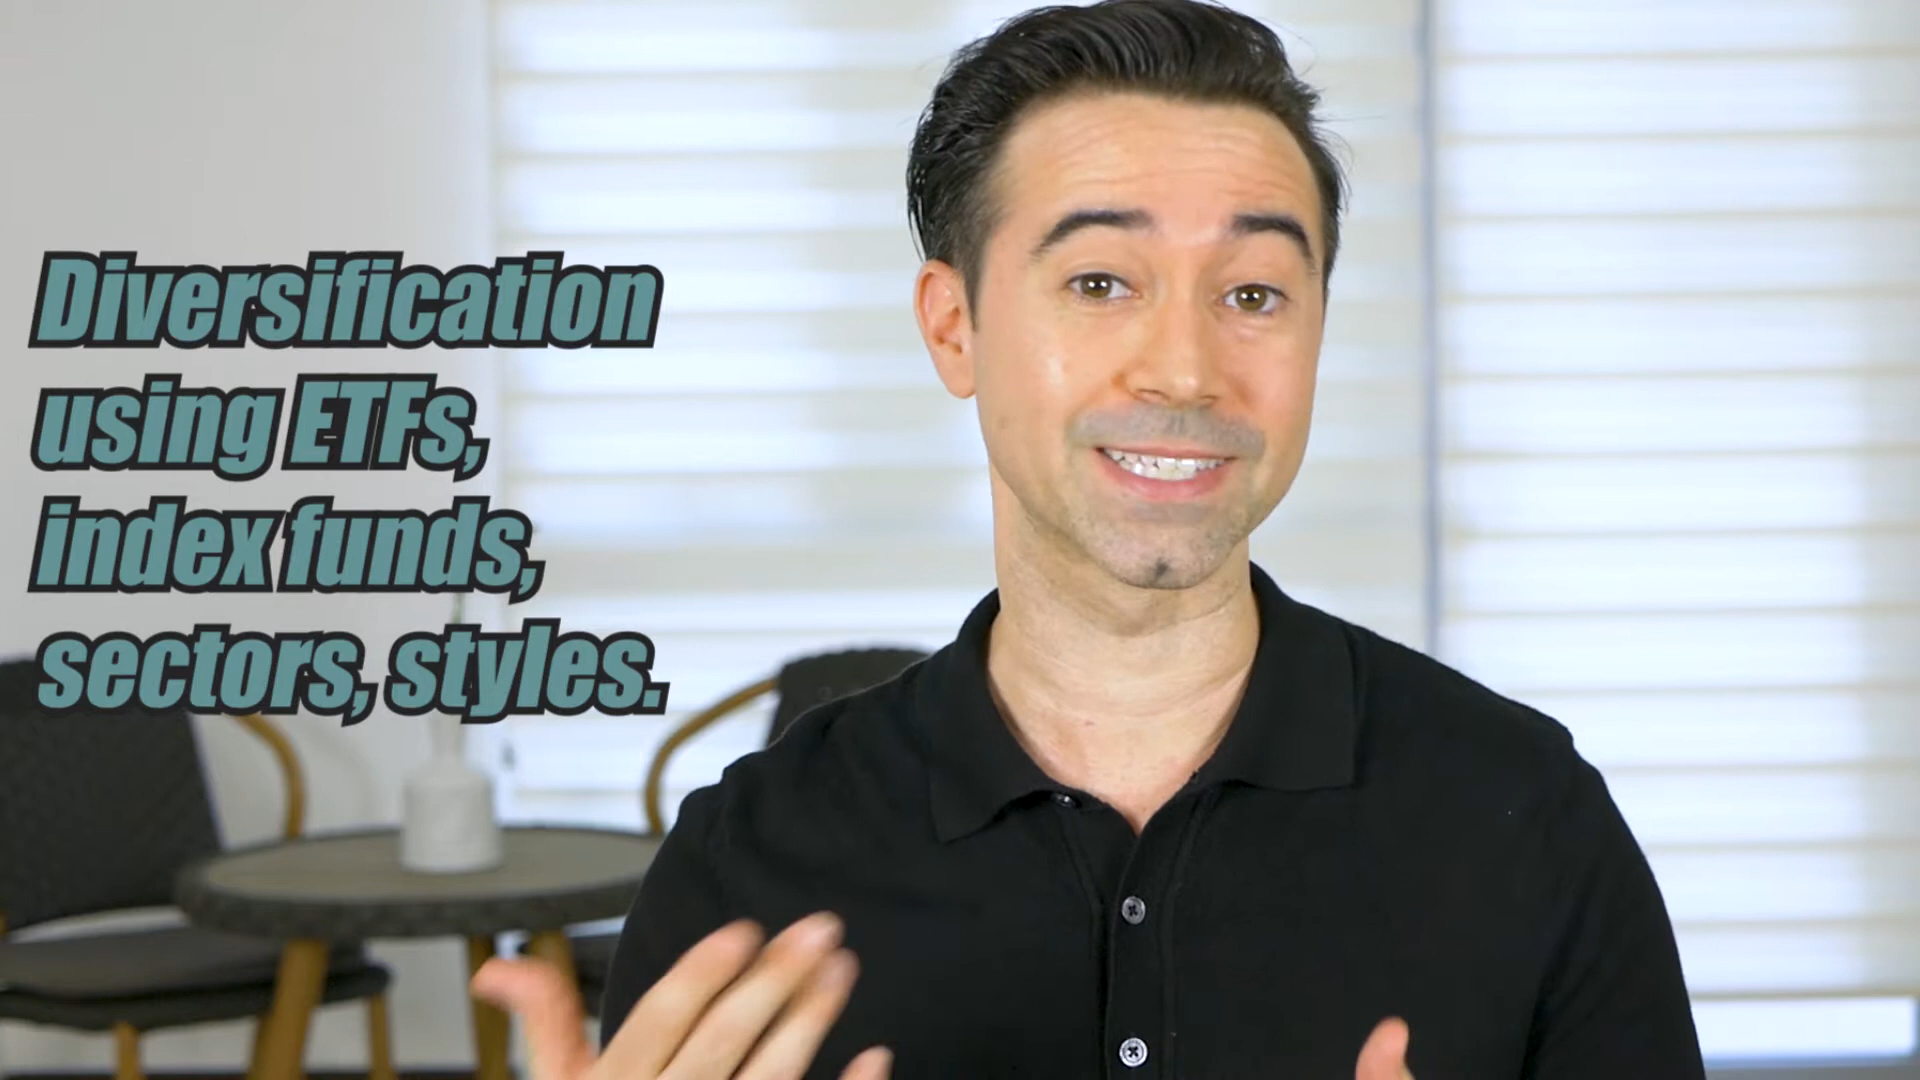 Diversification
using ETFs,
index funds,
sectors, styles.